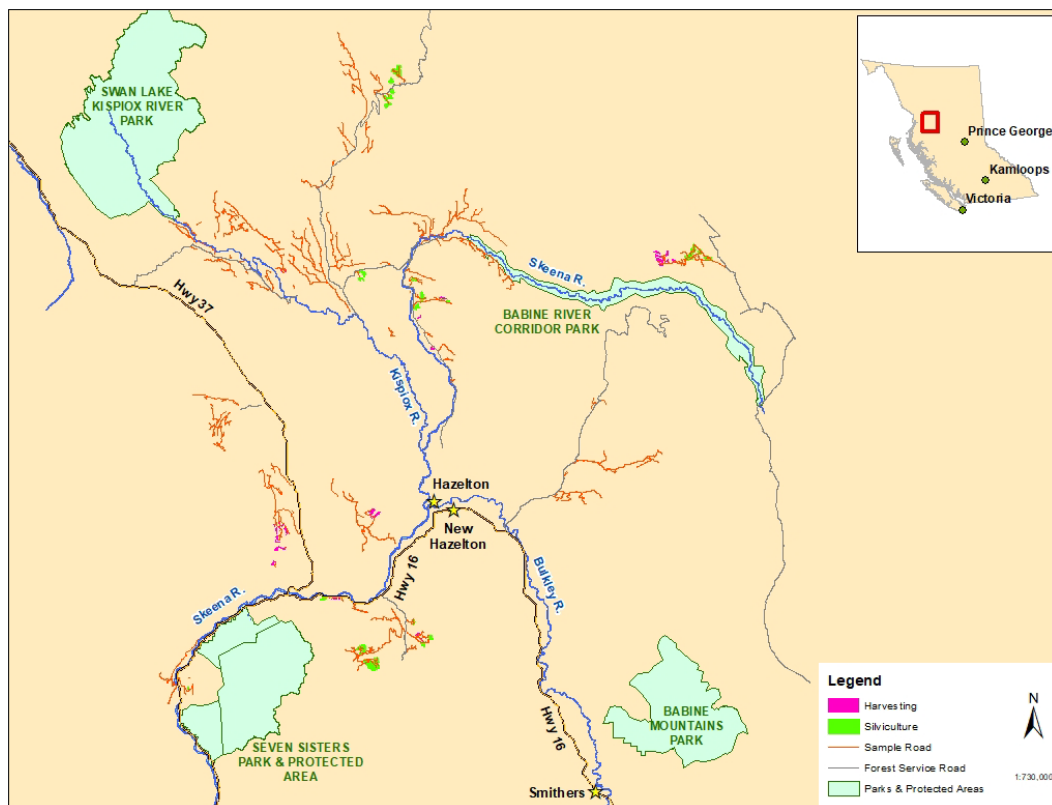 SWAN LAKE
KISPIOX RIVER
PARK
Prince George
Kamloops
Victoria
Hwy 37
Skeena R.
BABINE RIVER
CORRIDOR PARK
Kispiox R.
Hazelton
New
Hazelton
Hwy 16
Bulkley R.
Skeena R.
SEVEN SISTERS
PARK & PROTECTED
AREA
BABINE
MOUNTAINS
PARK
Hwy 16
Smithers
Legend
Harvesting
Silviculture
Sample Road
Forest Service Road
Parks & Protected Areas
N
1:730,000